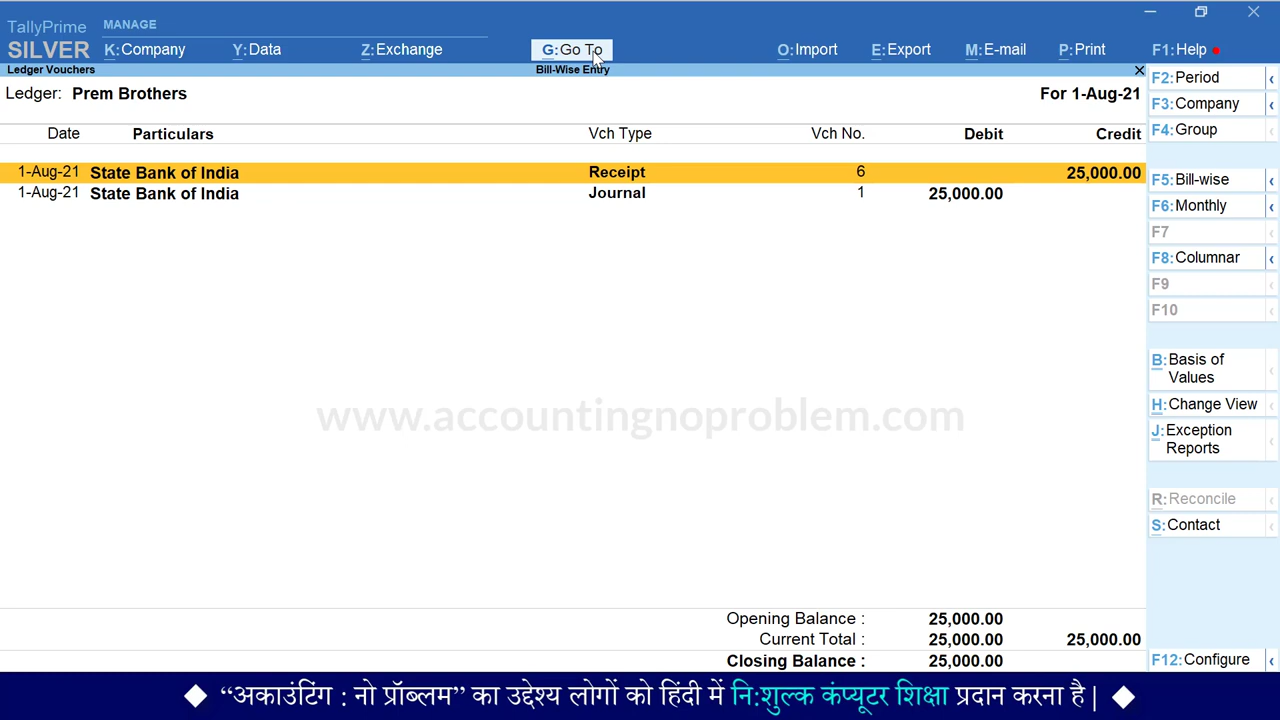 TallyPrime MANAGE
SILVER K:Company Y:Data Z:Exchange G:Go To O:Import E:Export M:E-mail P:Print F1:Help
Ledger Vouchers Bill-Wise Entry
Ledger: Prem Brothers For 1-Aug-21
Date Particulars Vch Type Vch No. Debit Credit
1-Aug-21 State Bank of India Receipt 6 25,000.00
1-Aug-21 State Bank of India Journal 1 25,000.00
www.accountingnoproblem.com
Opening Balance : 25,000.00
Current Total : 25,000.00 25,000.00
Closing Balance : 25,000.00
F2:Period
F3:Company
F4:Group
F5:Bill-wise
F6:Monthly
F7
F8:Columnar
F9
F10
B:Basis of
Values
H:Change View
J:Exception
Reports
R:Reconcile
S:Contact
F12:Configure
“अकाउंटिंग : नो प्रॉब्लम” का उद्देश्य लोगों को हिंदी में नि:शुल्क कंप्यूटर शिक्षा प्रदान करना है|